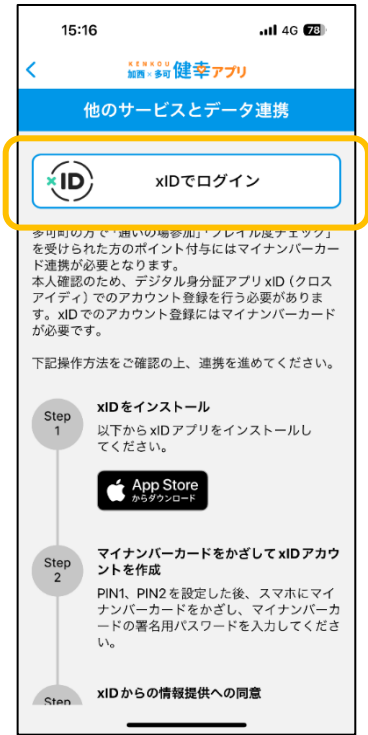 15:16
4G 78
KENKOU
加西×多可 健幸アプリ
他のサービスとデータ連携
xID
xIDでログイン
多可町の方で「通いの場参加」「フレイル度チェック」
を受けられた方のポイント付与にはマイナンバーカー
ド連携が必要となります。
本人確認のため、デジタル身分証アプリ xID（クロス
アイディ）でのアカウント登録を行う必要がありま
す。xIDでのアカウント登録にはマイナンバーカード
が必要です。
下記操作方法をご確認の上、連携を進めてください。
Step
1
xIDをインストール
以下からxIDアプリをインストールし
てください。
App Store
からダウンロード
Step
2
マイナンバーカードをかざしてxIDアカウ
ントを作成
PIN1、PIN2を設定した後、スマホにマイ
ナンバーカードをかざし、マイナンバーカ
ードの署名用パスワードを入力してくださ
い。
Step
xIDからの情報提供への同意